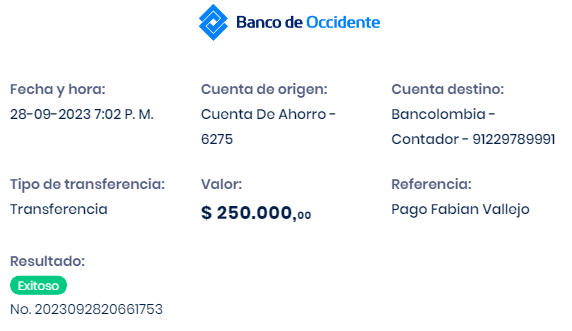 Banco de Occidente
Fecha y hora:
28-09-2023 7:02 P. M.
Cuenta de origen:
Cuenta De Ahorro -
6275
Cuenta destino:
Bancolombia -
Contador - 91229789991
Tipo de transferencia:
Transferencia
Valor:
$ 250.000,00
Referencia:
Pago Fabian Vallejo
Resultado:
Exitoso
No. 2023092820661753